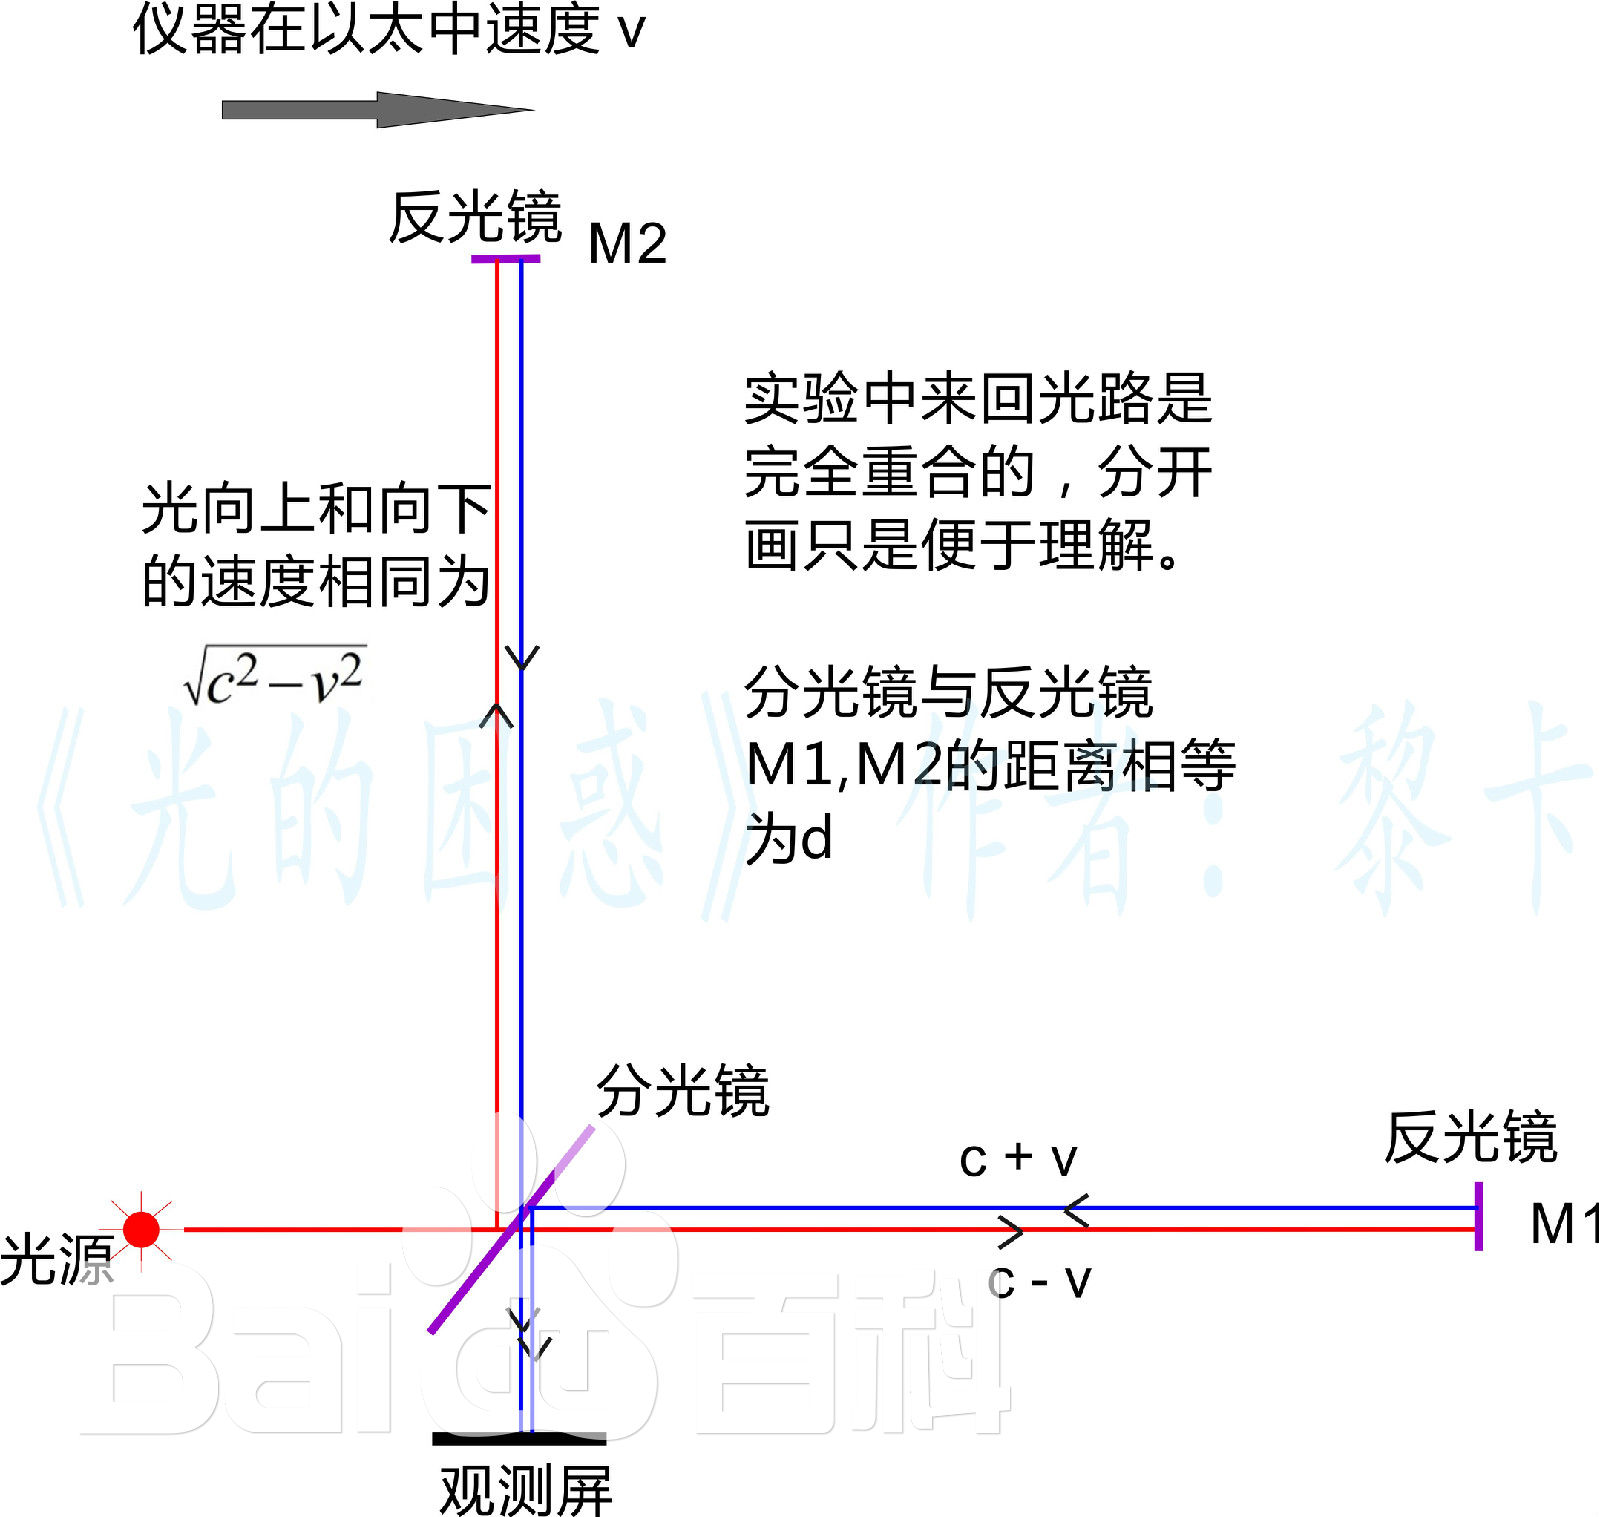 仪器在以太中速度 v
反光镜 M2
实验中来回光路是
完全重合的，分开
画只是便于理解。
光向上和向下
的速度相同为
√c²−v²
分光镜与反光镜
M1,M2的距离相等
为d
《光的困惑》作者：黎卡
分光镜
反光镜
c + v
M1
光源
c - v
Bai 百科
观测屏